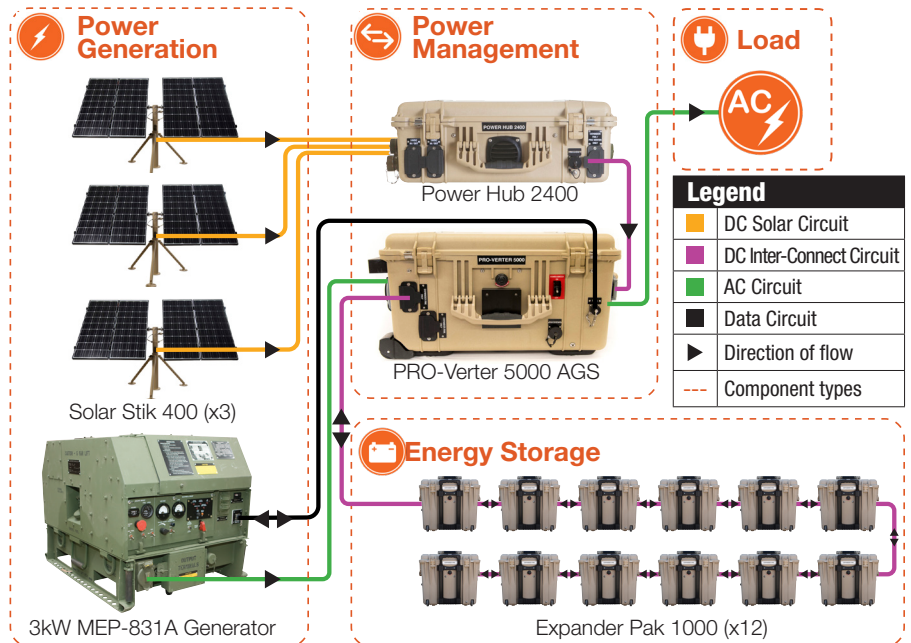 Power
Generation
Solar Stik 400 (x3)
3kW MEP-831A Generator
Power
Management
POWER HUB 2400
Power Hub 2400
PRO-VERTER 5000
PRO-Verter 5000 AGS
Load
AC
Legend
DC Solar Circuit
DC Inter-Connect Circuit
AC Circuit
Data Circuit
Direction of flow
Component types
Energy Storage
Expander Pak 1000 (x12)